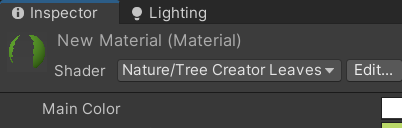 Inspector Lighting
New Material (Material)
Shader Nature/Tree Creator Leaves Edit...
Main Color